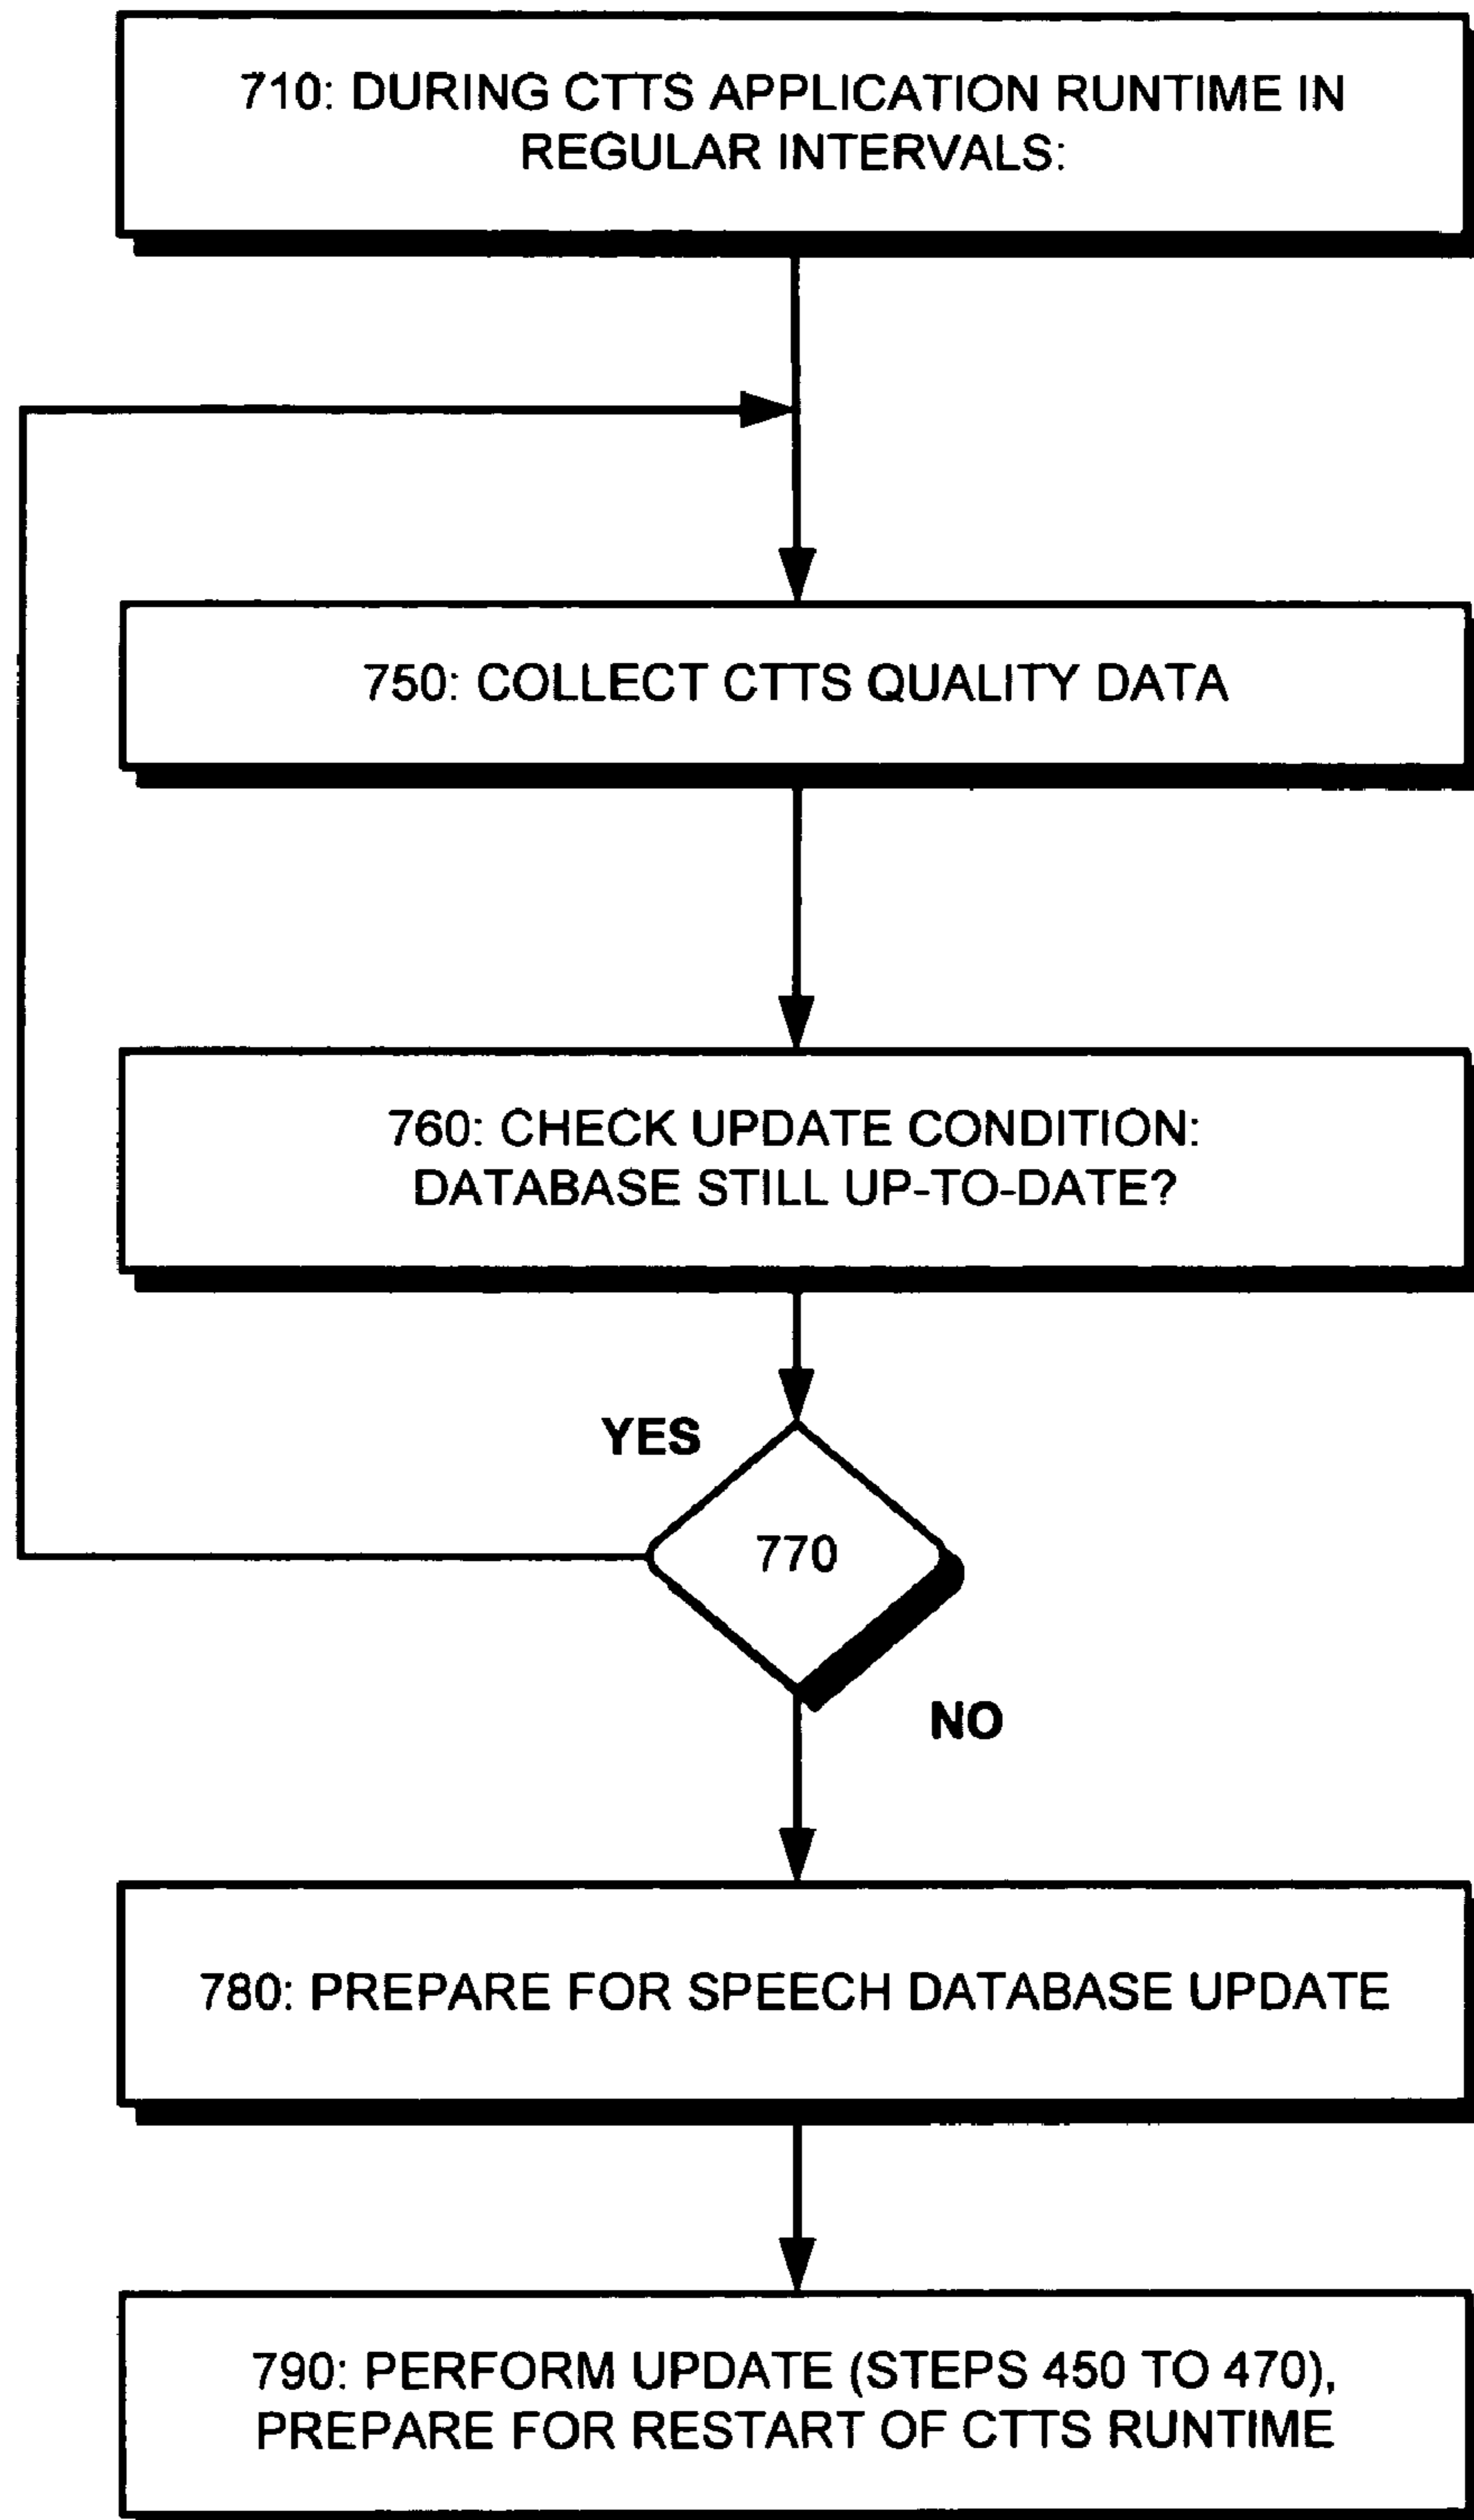 710: DURING CTTS APPLICATION RUNTIME IN
REGULAR INTERVALS:
750: COLLECT CTTS QUALITY DATA
760: CHECK UPDATE CONDITION:
DATABASE STILL UP-TO-DATE?
YES
770
NO
780: PREPARE FOR SPEECH DATABASE UPDATE
790: PERFORM UPDATE (STEPS 450 TO 470),
PREPARE FOR RESTART OF CTTS RUNTIME